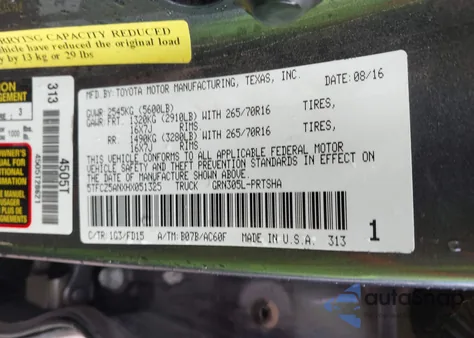 RRYING CAPACITY REDUCED
vehicle have reduced the original load
by 13 kg or 29 lbs
MFD BY: TOYOTA MOTOR MANUFACTURING, TEXAS, INC. DATE: 08/16
GVWR 2545KG (5600LB)
GAWR FRT. 1320KG (2910LB) WITH 265/70R16 TIRES,
16X7J RIMS
RR. 1490KG (3280LB) WITH 265/70R16 TIRES,
16X7J RIMS
THIS VEHICLE CONFORMS TO ALL APPLICABLE FEDERAL MOTOR
VEHICLE SAFETY AND THEFT PREVENTION STANDARDS IN EFFECT ON
THE DATE OF MANUFACTURE SHOWN ABOVE.
5TFCZ5ANXHX051325 TRUCK GRN305L-PRTSHA
C/TR:1G3/FD15 A/TM:B07B/AC60F MADE IN U.S.A. 313 1
313
4505T
autoSnap